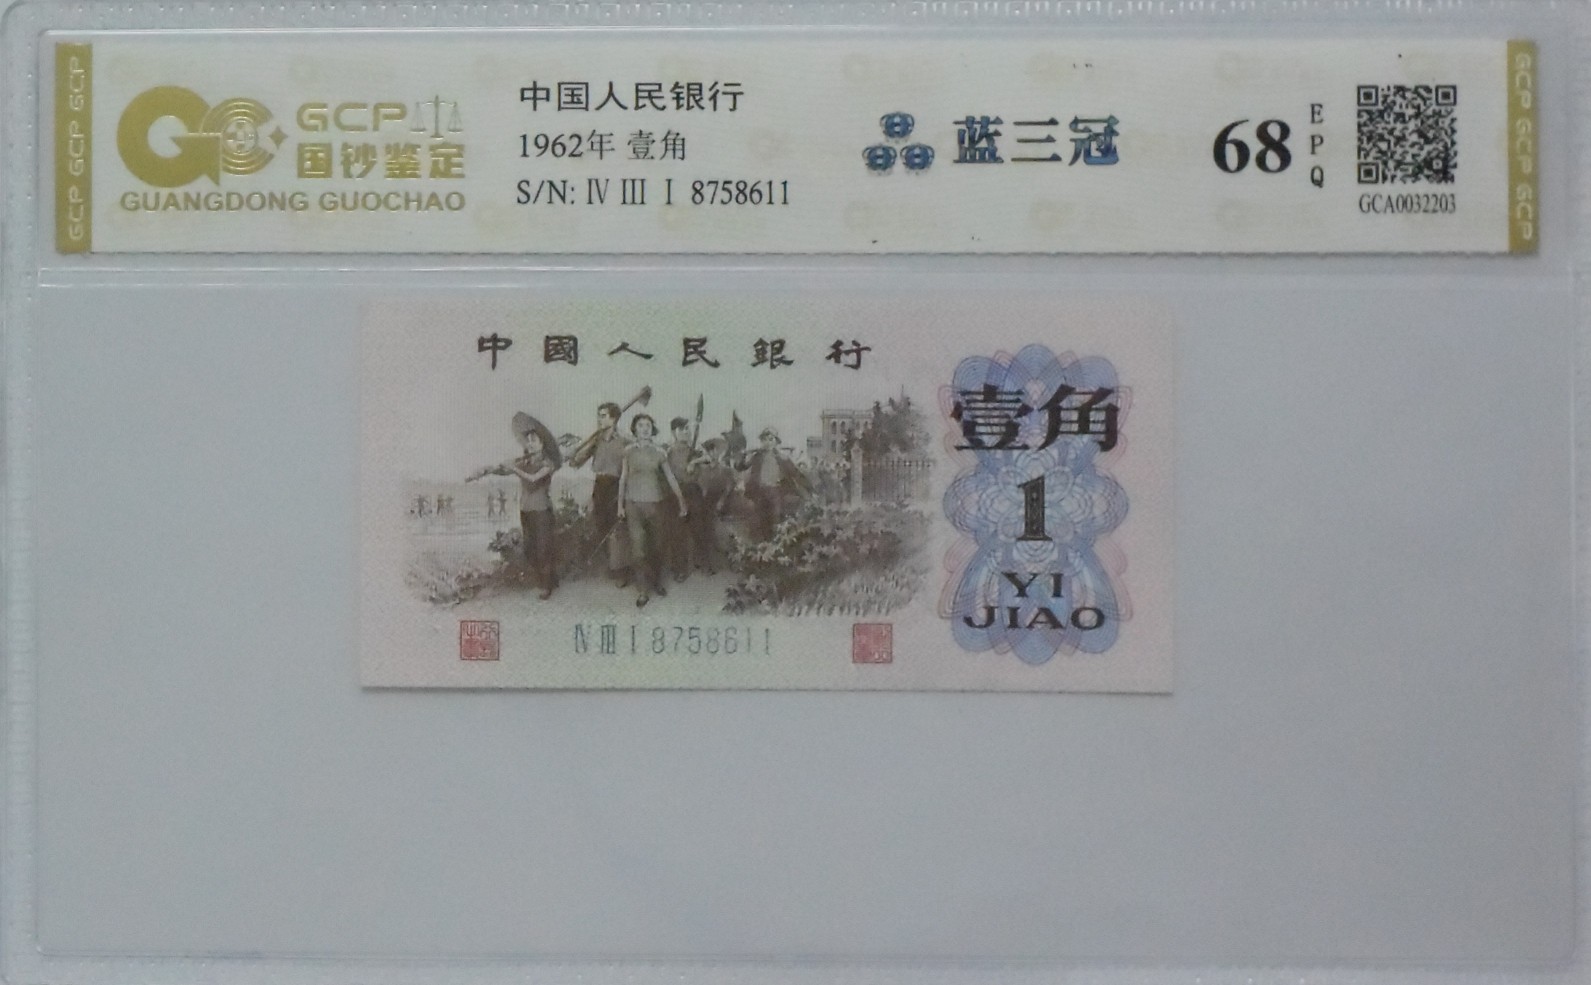 GCP GCP GCP
GCP
国钞鉴定
GUANGDONG GUOCHAO
中国人民银行
1962年 壹角
S/N: Ⅳ Ⅲ Ⅰ 8758611
蓝三冠
68
EPQ
GCA0032203
GCP GCP GCP
中國人民銀行
壹角
1
YI
JIAO
Ⅳ Ⅲ Ⅰ 8758611